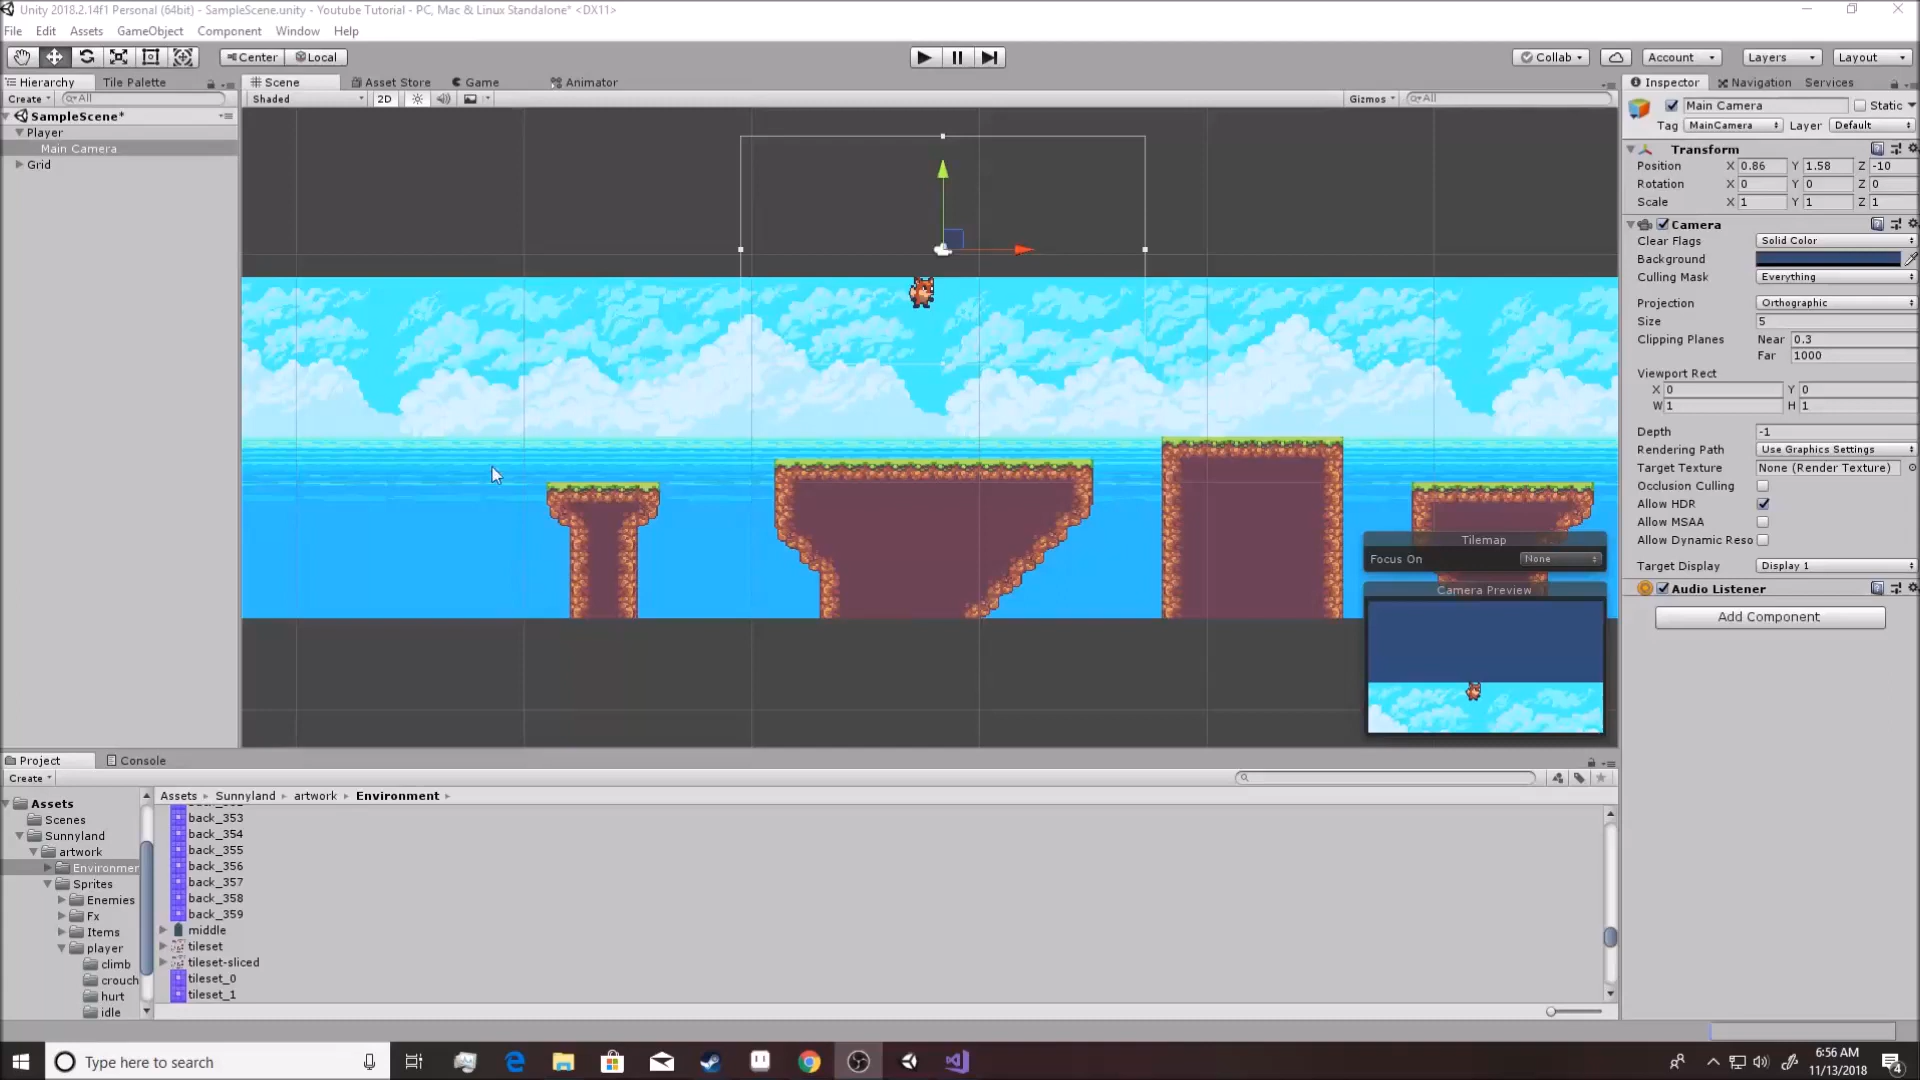 Unity 2018.2.14f1 Personal (64bit) - SampleScene.unity - Youtube Tutorial - PC, Mac & Linux Standalone* <DX11>
File Edit Assets GameObject Component Window Help
Center Local Collab Account Layers Layout
Hierarchy Tile Palette Scene Asset Store Game Animator Inspector Navigation Services
Create All Shaded 2D Gizmos All
SampleScene*
Player
Main Camera
Grid
Main Camera Static
Tag MainCamera Layer Default
Transform
Position X 0.86 Y 1.58 Z -10
Rotation X 0 Y 0 Z 0
Scale X 1 Y 1 Z 1
Camera
Clear Flags Solid Color
Background
Culling Mask Everything
Projection Orthographic
Size 5
Clipping Planes Near 0.3
Far 1000
Viewport Rect
X 0 Y 0
W 1 H 1
Depth -1
Rendering Path Use Graphics Settings
Target Texture None (Render Texture)
Occlusion Culling
Allow HDR
Allow MSAA
Allow Dynamic Reso
Target Display Display 1
Audio Listener
Add Component
Tilemap
Focus On None
Camera Preview
Project Console
Create
Assets
Scenes
Sunnyland
artwork
Environmer
Sprites
Enemies
Fx
Items
player
climb
crouch
hurt
idle
Assets Sunnyland artwork Environment
back_353
back_354
back_355
back_356
back_357
back_358
back_359
middle
tileset
tileset-sliced
tileset_0
tileset_1
Type here to search
6:56 AM
11/13/2018
4